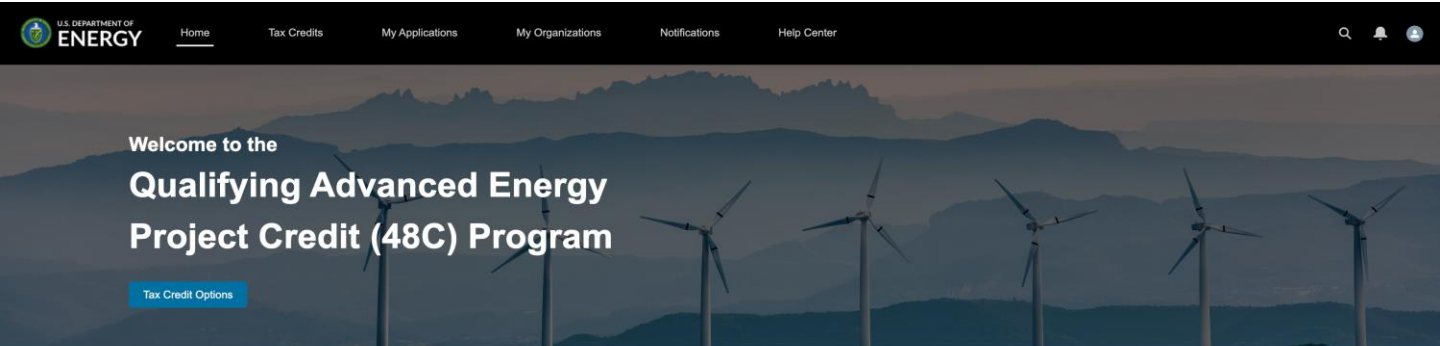 U.S. DEPARTMENT OF
ENERGY
Home
Tax Credits
My Applications
My Organizations
Notifications
Help Center
Welcome to the
Qualifying Advanced Energy
Project Credit (48C) Program
Tax Credit Options